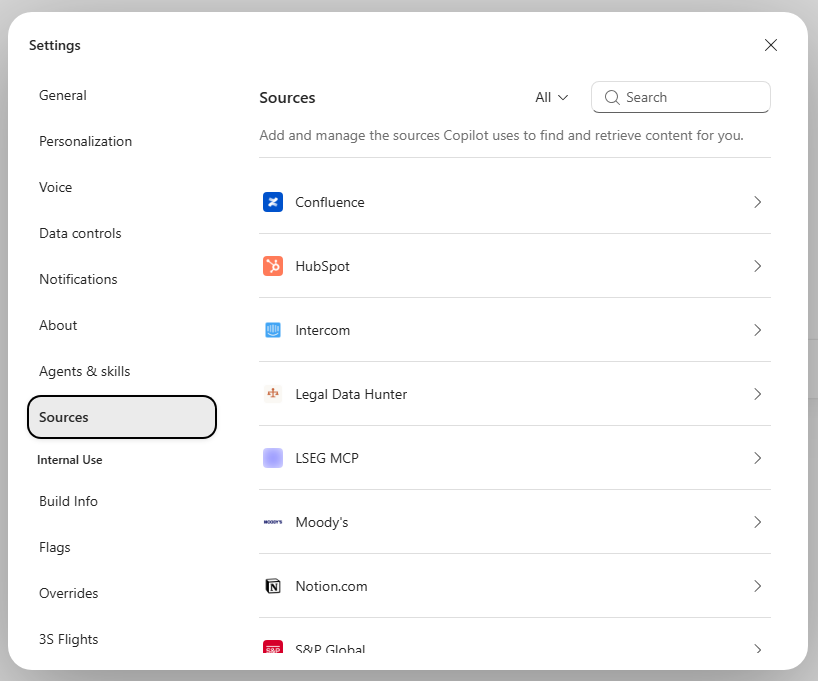 Settings
General
Personalization
Voice
Data controls
Notifications
About
Agents & skills
Sources
Internal Use
Build Info
Flags
Overrides
3S Flights
Sources
All
Search
Add and manage the sources Copilot uses to find and retrieve content for you.
Confluence
HubSpot
Intercom
Legal Data Hunter
LSEG MCP
MOODY'S
Moody's
N
Notion.com
S&P
S&P Global